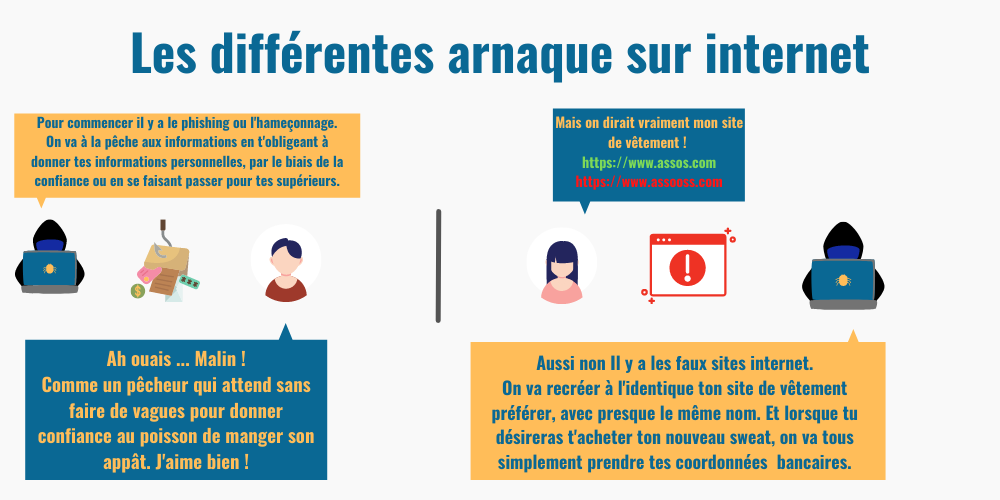 Les différentes arnaque sur internet
Pour commencer il y a le phishing ou l'hameçonnage.
On va à la pêche aux informations en t'obligeant à
donner tes informations personnelles, par le biais de la
confiance ou en se faisant passer pour tes supérieurs.
Ah ouais ... Malin !
Comme un pêcheur qui attend sans
faire de vagues pour donner
confiance au poisson de manger son
appât. J'aime bien !
Mais on dirait vraiment mon site
de vêtement !
https://www.assos.com
https://www.assooss.com
Aussi non Il y a les faux sites internet.
On va recréer à l'identique ton site de vêtement
préférer, avec presque le même nom. Et lorsque tu
désireras t'acheter ton nouveau sweat, on va tous
simplement prendre tes coordonnées  bancaires.